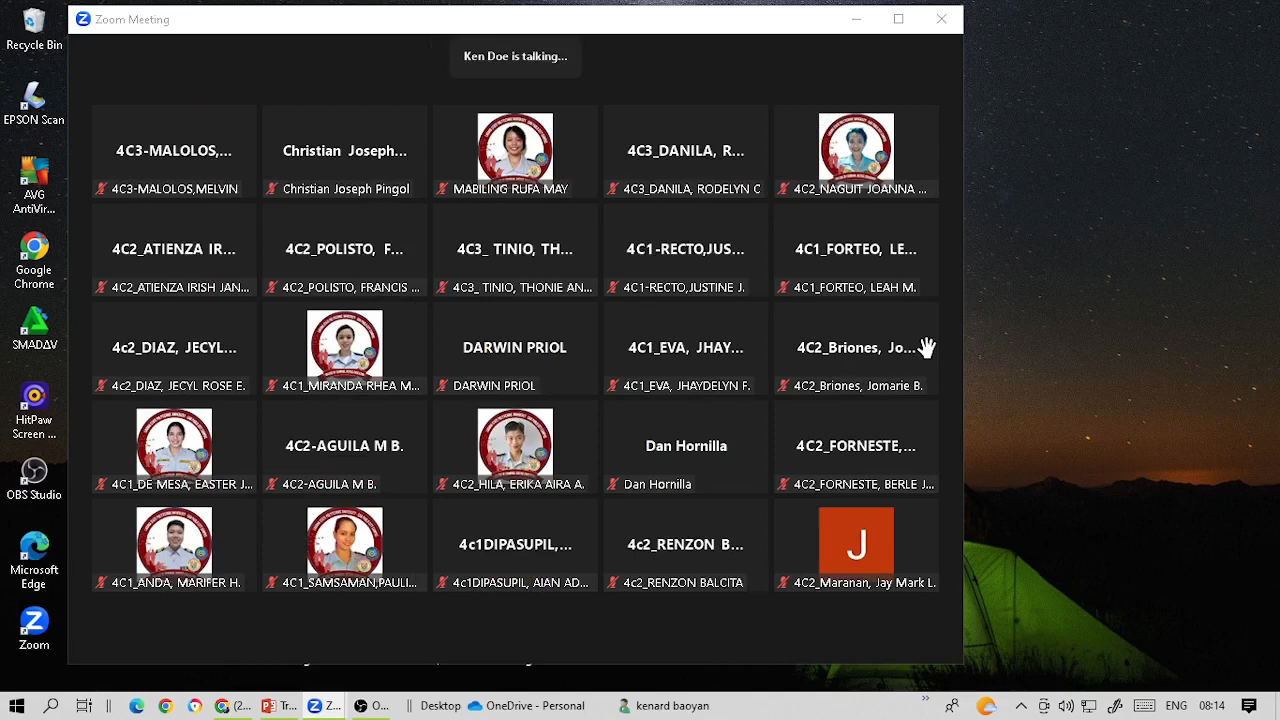 Zoom Meeting
Ken Doe is talking...
4C3-MALOLOS,...
Christian Joseph...
4C3_DANILA, R...
4C3-MALOLOS,MELVIN
Christian Joseph Pingol
MABILING RUFA MAY
4C3_DANILA, RODELYN C
4C2_NAGUIT JOANNA ...
4C2_ATIENZA IR...
4C2_POLISTO, F...
4C3_ TINIO, TH...
4C1-RECTO,JUS...
4C1_FORTEO, LE...
4C2_ATIENZA IRISH JAN...
4C2_POLISTO, FRANCIS ...
4C3_ TINIO, THONIE AN...
4C1-RECTO,JUSTINE J.
4C1_FORTEO, LEAH M.
4c2_DIAZ, JECYL...
DARWIN PRIOL
4C1_EVA, JHAY...
4C2_Briones, Jo...
4c2_DIAZ, JECYL ROSE E.
4C1_MIRANDA RHEA M...
DARWIN PRIOL
4C1_EVA, JHAYDELYN F.
4C2_Briones, Jomarie B.
4C2-AGUILA M B.
Dan Hornilla
4C2_FORNESTE,...
4C1_DE MESA, EASTER J...
4C2-AGUILA M B.
4C2_HILA, ERIKA AIRA A.
Dan Hornilla
4C2_FORNESTE, BERLE J...
4c1DIPASUPIL,...
4c2_RENZON B...
J
4C1_ANDA, MARIFER H.
4C1_SAMSAMAN,PAULI...
4c1DIPASUPIL, AIAN AD...
4c2_RENZON BALCITA
4C2_Maranan, Jay Mark L.
Recycle Bin
EPSON Scan
AVG
AntiVir...
Google
Chrome
SMADΔV
HitPaw
Screen ...
OBS Studio
Microsoft
Edge
Zoom
(2...
Tr...
Z...
O...
Desktop
OneDrive - Personal
kenard baoyan
ENG
08:14